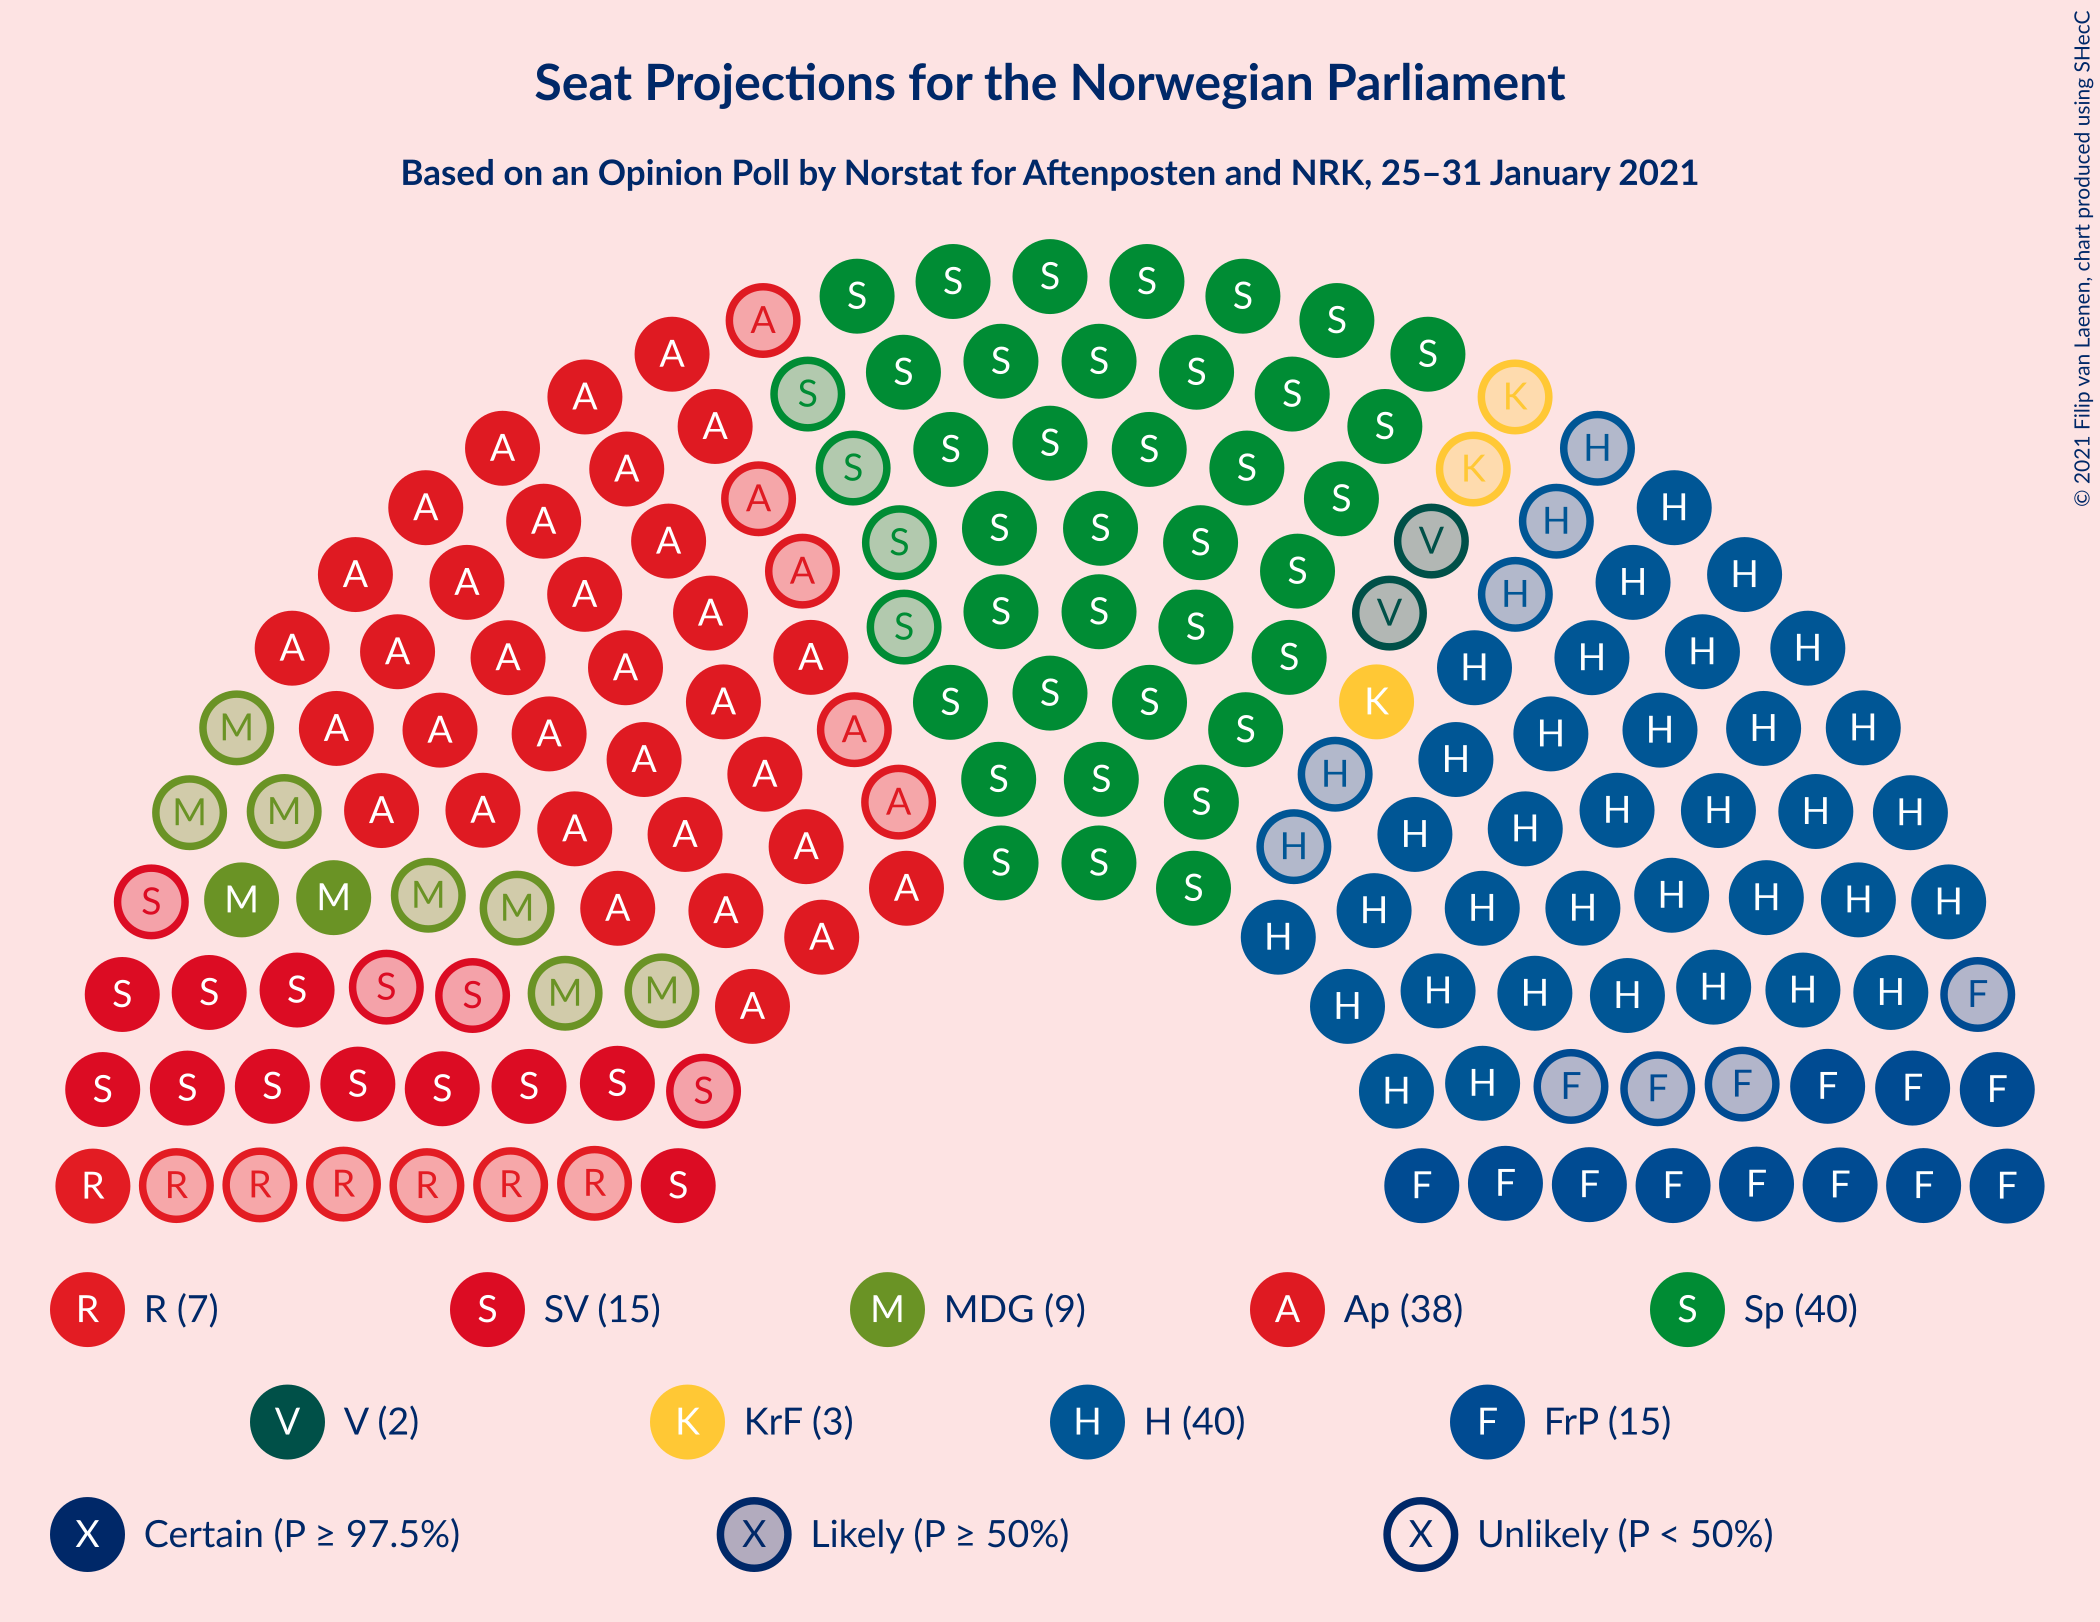 Seat Projections for the Norwegian Parliament
Based on an Opinion Poll by Norstat for Aftenposten and NRK, 25–31 January 2021
© 2021 Filip van Laenen, chart produced using SHecC
S S S S S
A S S
A S S S S S A
A S S K
A S S S S S A H
A S K
A S S A H H
A S S S S V A
A S A H H
A S S S S V A H
A A S K H
M A A A A S S S H H H H
A A S S S H H H
M M A A A A A S H H H H H H H
A S S A S H H
S M M M M A A H H H H H H H
A H
S S S S S M M H H H H H H F
A H
S S S S S S S S H H F F F F F F
R R R R R R R S F F F F F F F F
R R (7) S SV (15) M MDG (9) A Ap (38) S Sp (40)
V V (2) K KrF (3) H H (40) F FrP (15)
X Certain (P ≥ 97.5%) X Likely (P ≥ 50%) X Unlikely (P < 50%)